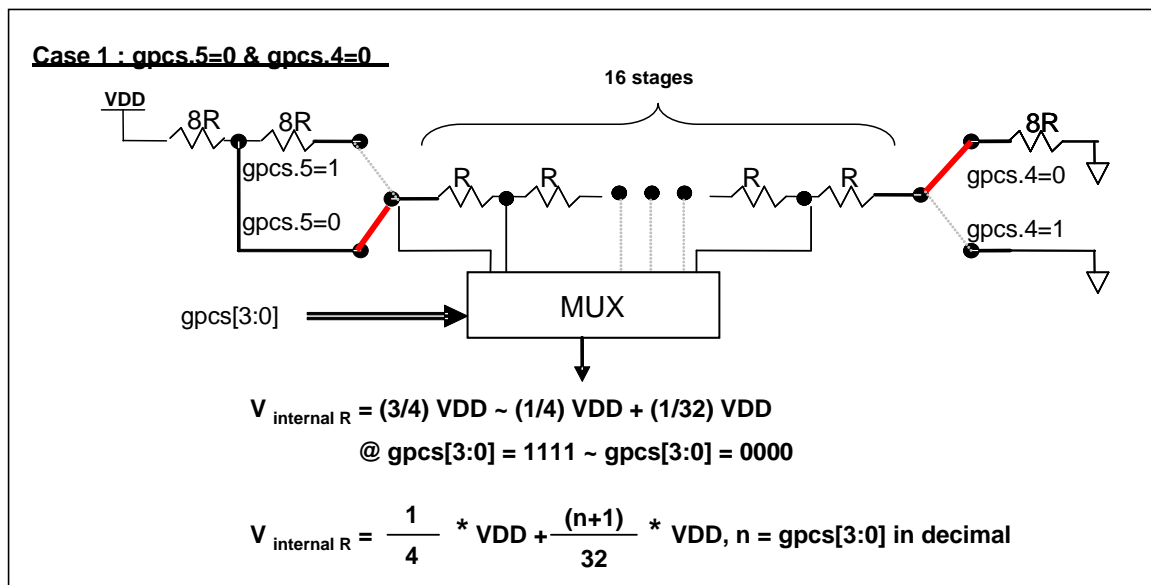 Case 1 : gpcs.5=0 & gpcs.4=0
16 stages
VDD
8R
8R
8R
gpcs.5=1
gpcs.4=0
R
R
R
R
gpcs.5=0
gpcs.4=1
gpcs[3:0]
MUX
V internal R = (3/4) VDD ~ (1/4) VDD + (1/32) VDD
@ gpcs[3:0] = 1111 ~ gpcs[3:0] = 0000
V internal R = 1/4 * VDD + (n+1)/32 * VDD, n = gpcs[3:0] in decimal